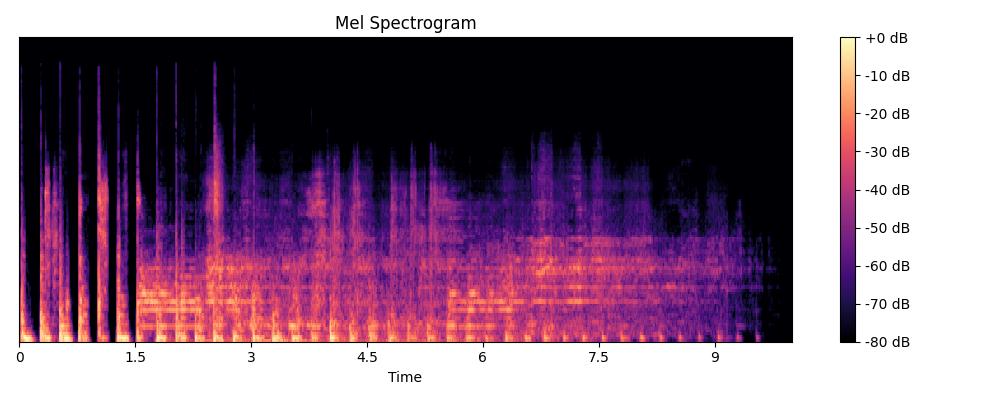 Mel Spectrogram
+0 dB
-10 dB
-20 dB
-30 dB
-40 dB
-50 dB
-60 dB
-70 dB
-80 dB
0 1.5 3 4.5 6 7.5 9
Time